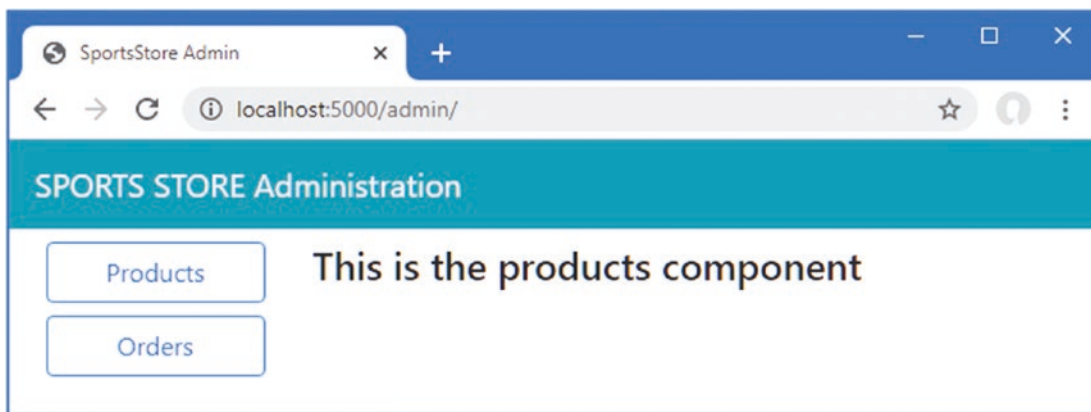 SportsStore Admin
localhost:5000/admin/
SPORTS STORE Administration
Products
This is the products component
Orders